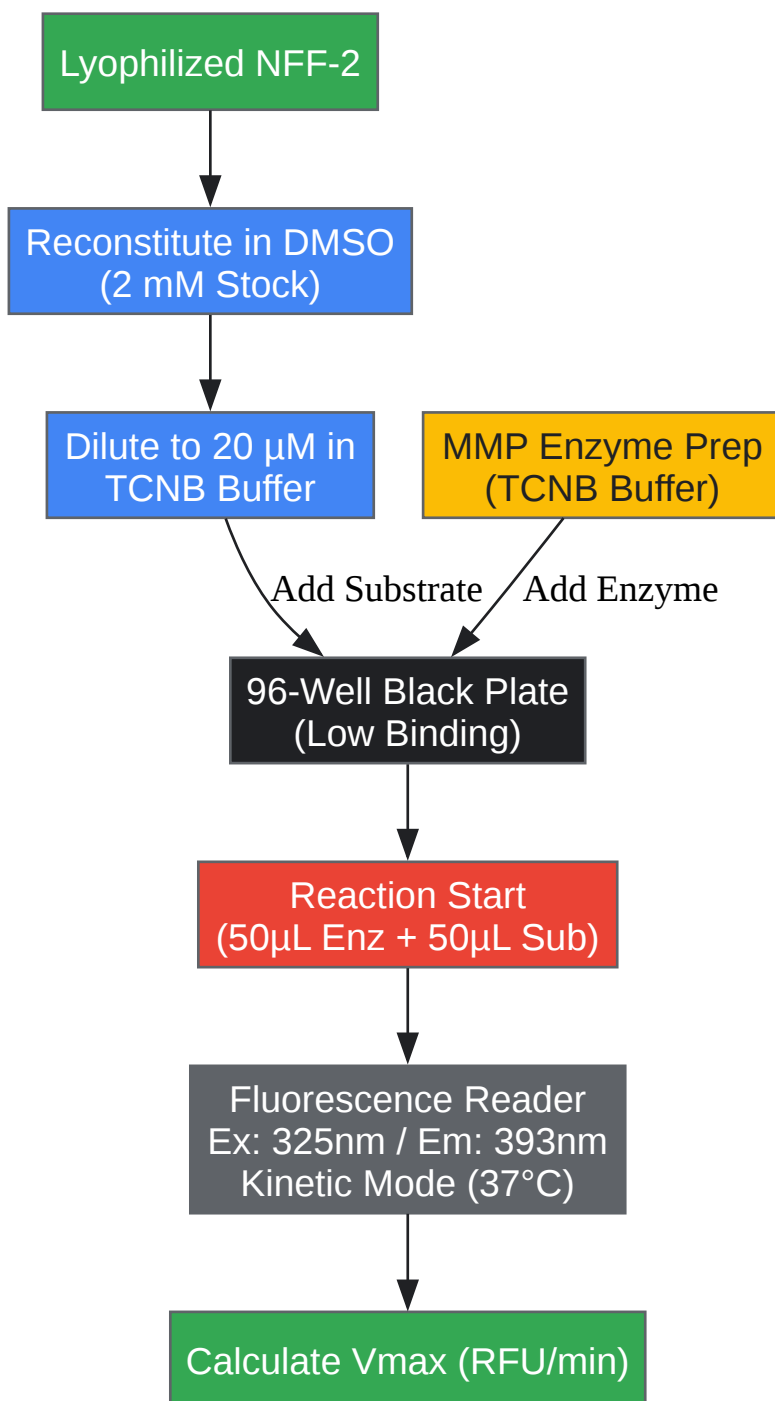 Lyophilized NFF-2
Reconstitute in DMSO
(2 mM Stock)
Dilute to 20 µM in
TCNB Buffer
MMP Enzyme Prep
(TCNB Buffer)
Add Substrate
Add Enzyme
96-Well Black Plate
(Low Binding)
Reaction Start
(50µL Enz + 50µL Sub)
Fluorescence Reader
Ex: 325nm / Em: 393nm
Kinetic Mode (37°C)
Calculate Vmax (RFU/min)